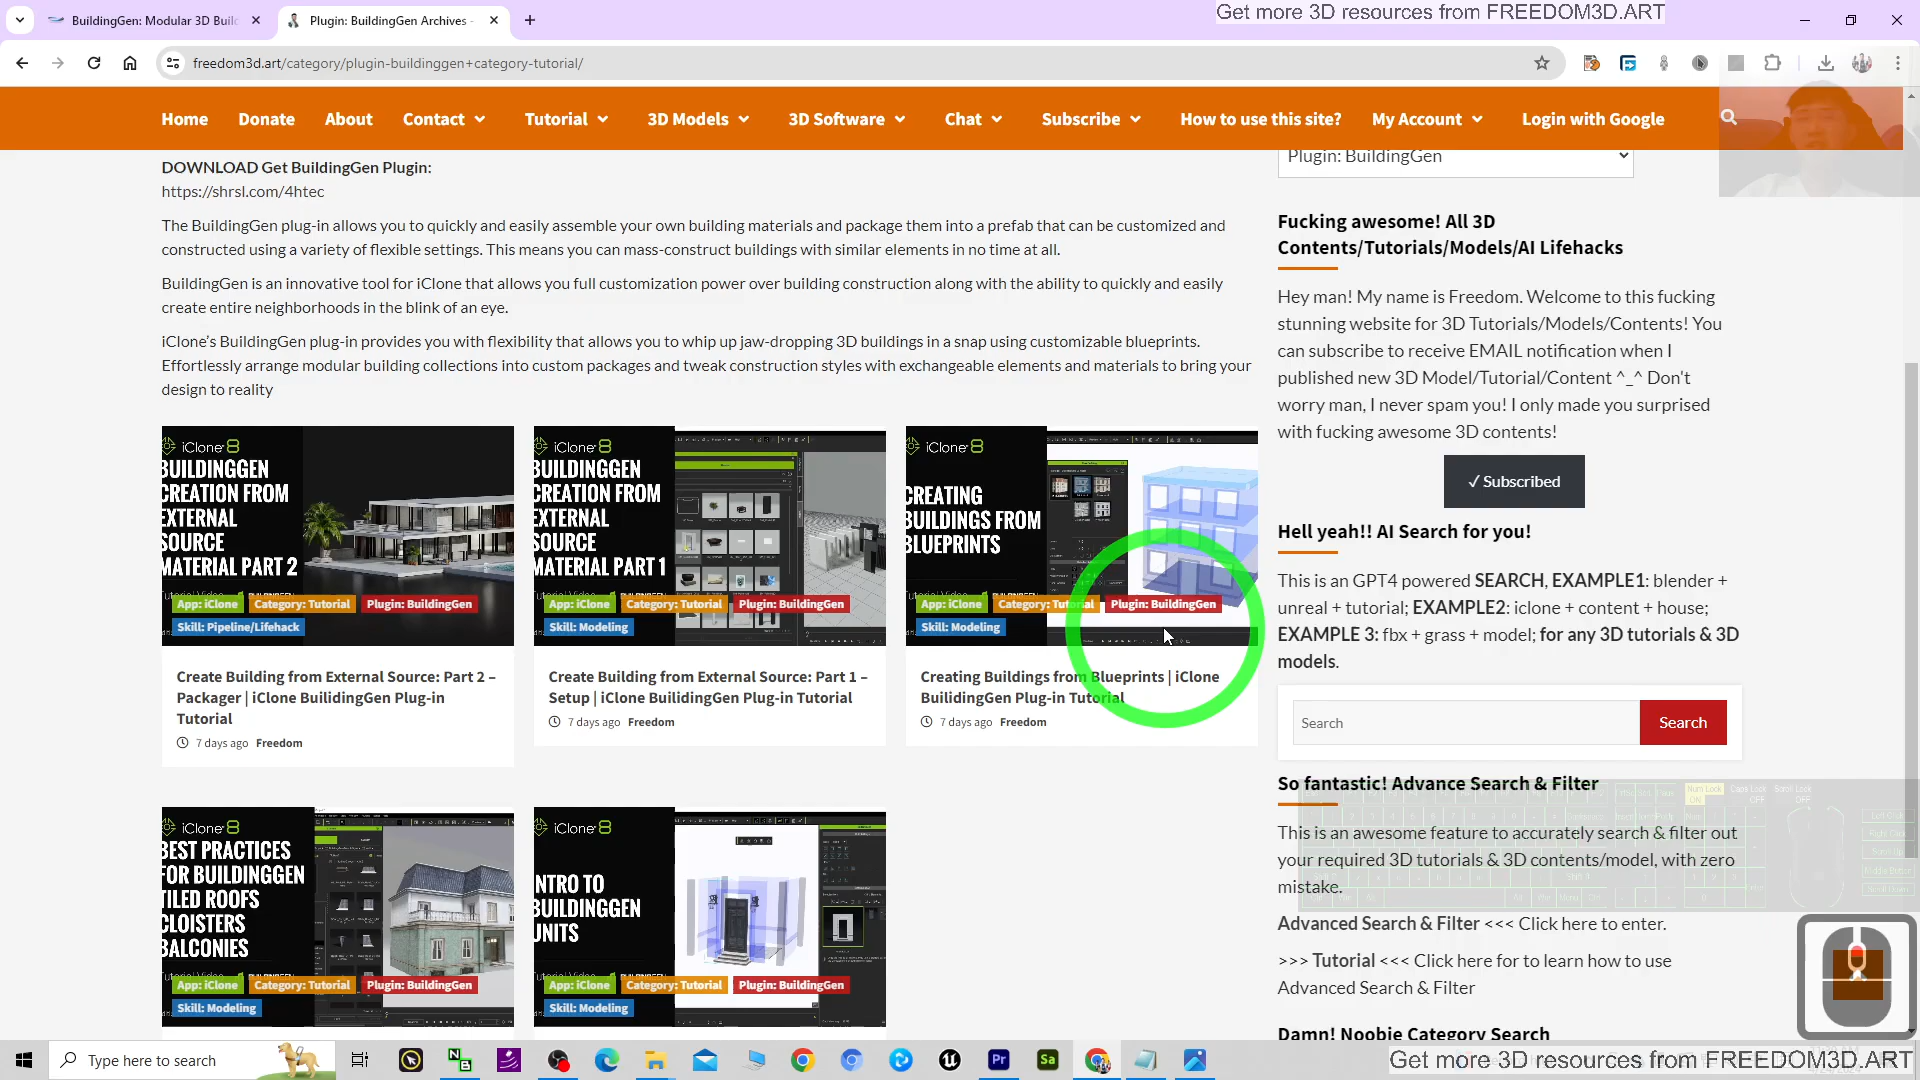 BuildingGen: Modular 3D Buil
Plugin: BuildingGen Archives -
Get more 3D resources from FREEDOM3D.ART
freedom3d.art/category/plugin-buildinggen+category-tutorial/
Home Donate About Contact Tutorial 3D Models 3D Software Chat Subscribe How to use this site? My Account Login with Google
DOWNLOAD Get BuildingGen Plugin:
https://shrsl.com/4htec
The BuildingGen plug-in allows you to quickly and easily assemble your own building materials and package them into a prefab that can be customized and
constructed using a variety of flexible settings. This means you can mass-construct buildings with similar elements in no time at all.
BuildingGen is an innovative tool for iClone that allows you full customization power over building construction along with the ability to quickly and easily
create entire neighborhoods in the blink of an eye.
iClone’s BuildingGen plug-in provides you with flexibility that allows you to whip up jaw-dropping 3D buildings in a snap using customizable blueprints.
Effortlessly arrange modular building collections into custom packages and tweak construction styles with exchangeable elements and materials to bring your
design to reality
iClone 8
BUILDINGGEN
CREATION FROM
EXTERNAL
SOURCE
MATERIAL PART 2
App: iClone Category: Tutorial Plugin: BuildingGen
Skill: Pipeline/Lifehack
Create Building from External Source: Part 2 –
Packager | iClone BuilidingGen Plug-in
Tutorial
7 days ago Freedom
iClone 8
BUILDINGGEN
CREATION FROM
EXTERNAL
SOURCE
MATERIAL PART 1
App: iClone Category: Tutorial Plugin: BuildingGen
Skill: Modeling
Create Building from External Source: Part 1 –
Setup | iClone BuilidingGen Plug-in Tutorial
7 days ago Freedom
iClone 8
CREATING
BUILDINGS FROM
BLUEPRINTS
App: iClone Category: Tutorial Plugin: BuildingGen
Skill: Modeling
Creating Buildings from Blueprints | iClone
BuilidingGen Plug-in Tutorial
7 days ago Freedom
iClone 8
BEST PRACTICES
FOR BUILDINGGEN
TILED ROOFS
CLOISTERS
BALCONIES
App: iClone Category: Tutorial Plugin: BuildingGen
Skill: Modeling
iClone 8
INTRO TO
BUILDINGGEN
UNITS
App: iClone Category: Tutorial Plugin: BuildingGen
Skill: Modeling
Plugin: BuildingGen
Fucking awesome! All 3D
Contents/Tutorials/Models/AI Lifehacks
Hey man! My name is Freedom. Welcome to this fucking
stunning website for 3D Tutorials/Models/Contents! You
can subscribe to receive EMAIL notification when I
published new 3D Model/Tutorial/Content ^_^ Don't
worry man, I never spam you! I only made you surprised
with fucking awesome 3D contents!
✓ Subscribed
Hell yeah!! AI Search for you!
This is an GPT4 powered SEARCH, EXAMPLE1: blender +
unreal + tutorial; EXAMPLE2: iclone + content + house;
EXAMPLE 3: fbx + grass + model; for any 3D tutorials & 3D
models.
Search Search
So fantastic! Advance Search & Filter
Num Lock ON Caps Lock OFF Scroll Lock OFF
This is an awesome feature to accurately search & filter out
your required 3D tutorials & 3D contents/model, with zero
mistake.
Advanced Search & Filter <<< Click here to enter.
>>> Tutorial <<< Click here for to learn how to use
Advanced Search & Filter
Damn! Noobie Category Search
Type here to search
Get more 3D resources from FREEDOM3D.ART